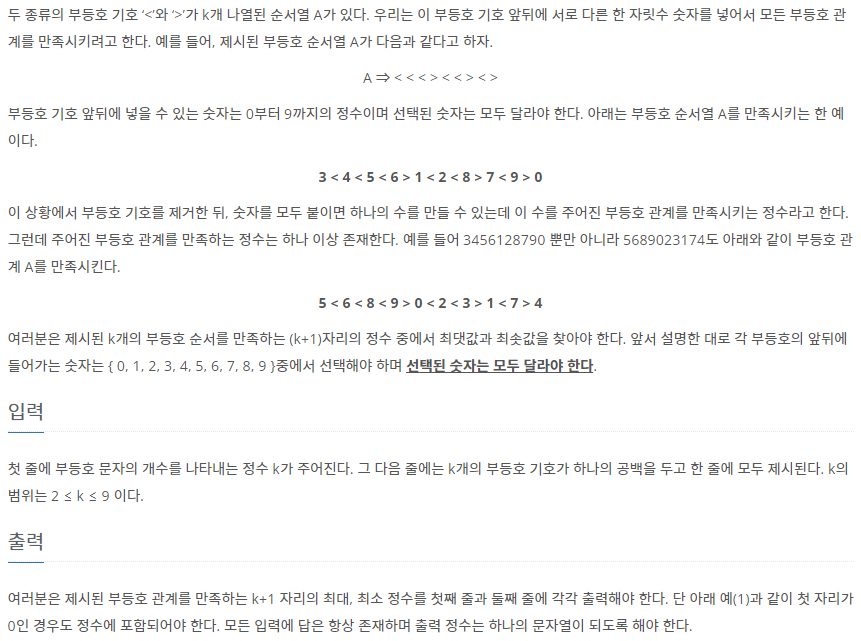 두 종류의 부등호 기호 ‘<’와 ‘>’가 k개 나열된 순서열 A가 있다. 우리는 이 부등호 기호 앞뒤에 서로 다른 한 자릿수 숫자를 넣어서 모든 부등호 관
계를 만족시키려고 한다. 예를 들어, 제시된 부등호 순서열 A가 다음과 같다고 하자.
A ⇒ < < < > < < > < >
부등호 기호 앞뒤에 넣을 수 있는 숫자는 0부터 9까지의 정수이며 선택된 숫자는 모두 달라야 한다. 아래는 부등호 순서열 A를 만족시키는 한 예
이다.
3 < 4 < 5 < 6 > 1 < 2 < 8 > 7 < 9 > 0
이 상황에서 부등호 기호를 제거한 뒤, 숫자를 모두 붙이면 하나의 수를 만들 수 있는데 이 수를 주어진 부등호 관계를 만족시키는 정수라고 한다.
그런데 주어진 부등호 관계를 만족하는 정수는 하나 이상 존재한다. 예를 들어 3456128790 뿐만 아니라 5689023174도 아래와 같이 부등호 관
계 A를 만족시킨다.
5 < 6 < 8 < 9 > 0 < 2 < 3 > 1 < 7 > 4
여러분은 제시된 k개의 부등호 순서를 만족하는 (k+1)자리의 정수 중에서 최댓값과 최솟값을 찾아야 한다. 앞서 설명한 대로 각 부등호의 앞뒤에
들어가는 숫자는 { 0, 1, 2, 3, 4, 5, 6, 7, 8, 9 }중에서 선택해야 하며 선택된 숫자는 모두 달라야 한다.
입력
첫 줄에 부등호 문자의 개수를 나타내는 정수 k가 주어진다. 그 다음 줄에는 k개의 부등호 기호가 하나의 공백을 두고 한 줄에 모두 제시된다. k의
범위는 2 ≤ k ≤ 9 이다.
출력
여러분은 제시된 부등호 관계를 만족하는 k+1 자리의 최대, 최소 정수를 첫째 줄과 둘째 줄에 각각 출력해야 한다. 단 아래 예(1)과 같이 첫 자리가
0인 경우도 정수에 포함되어야 한다. 모든 입력에 답은 항상 존재하며 출력 정수는 하나의 문자열이 되도록 해야 한다.